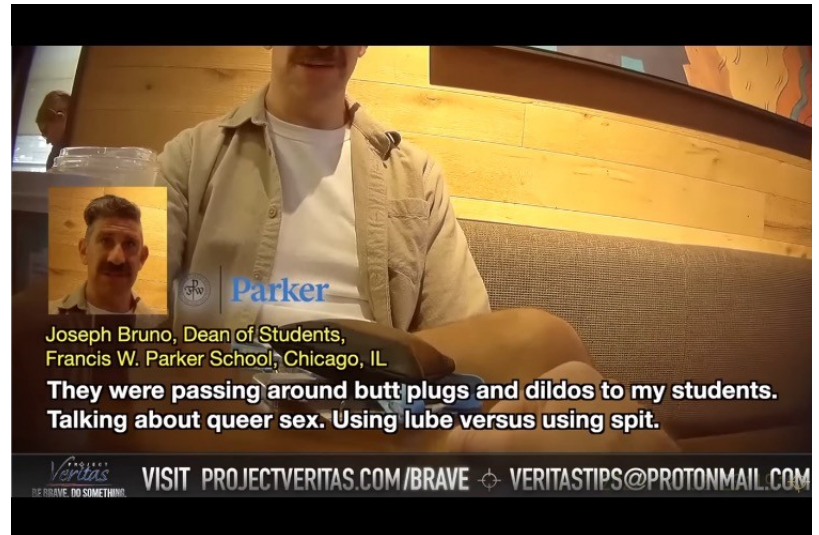 Parker
Joseph Bruno, Dean of Students,
Francis W. Parker School, Chicago, IL
They were passing around butt plugs and dildos to my students.
Talking about queer sex. Using lube versus using spit.
PROJECT
Veritas
BE BRAVE. DO SOMETHING.
VISIT PROJECTVERITAS.COM/BRAVE VERITASTIPS@PROTONMAIL.COM